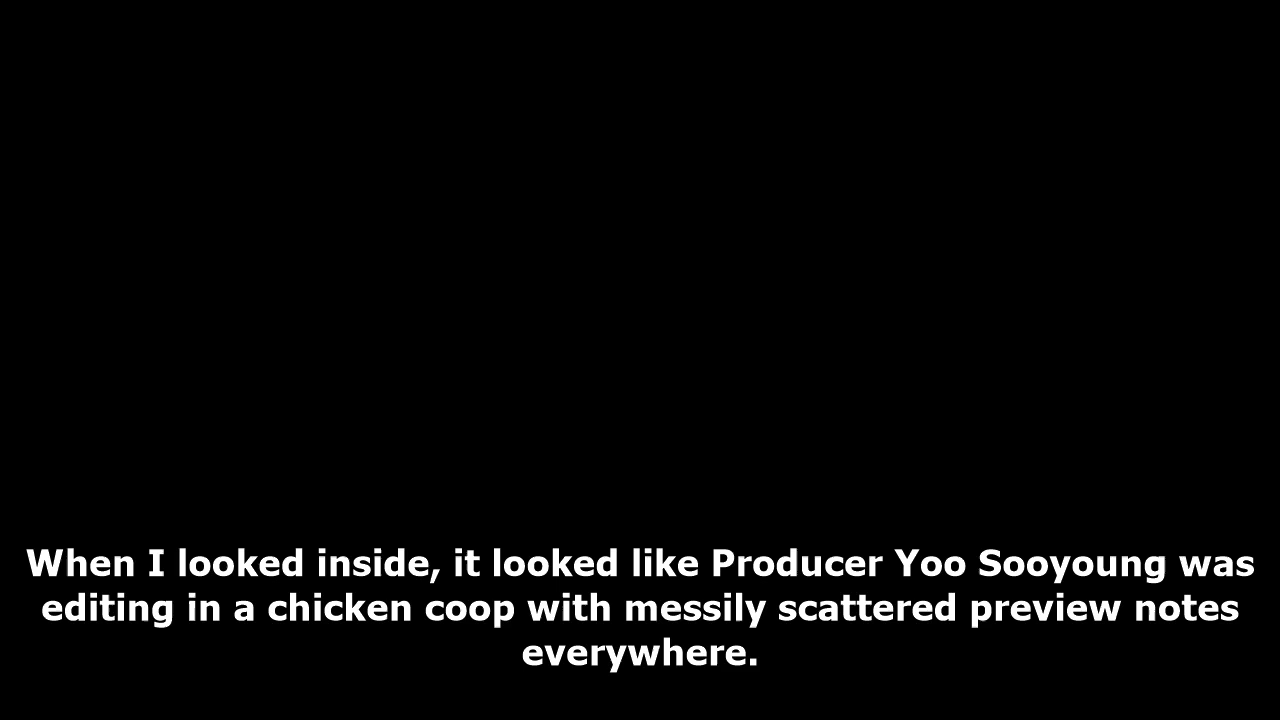 When I looked inside, it looked like Producer Yoo Sooyoung was
editing in a chicken coop with messily scattered preview notes
everywhere.